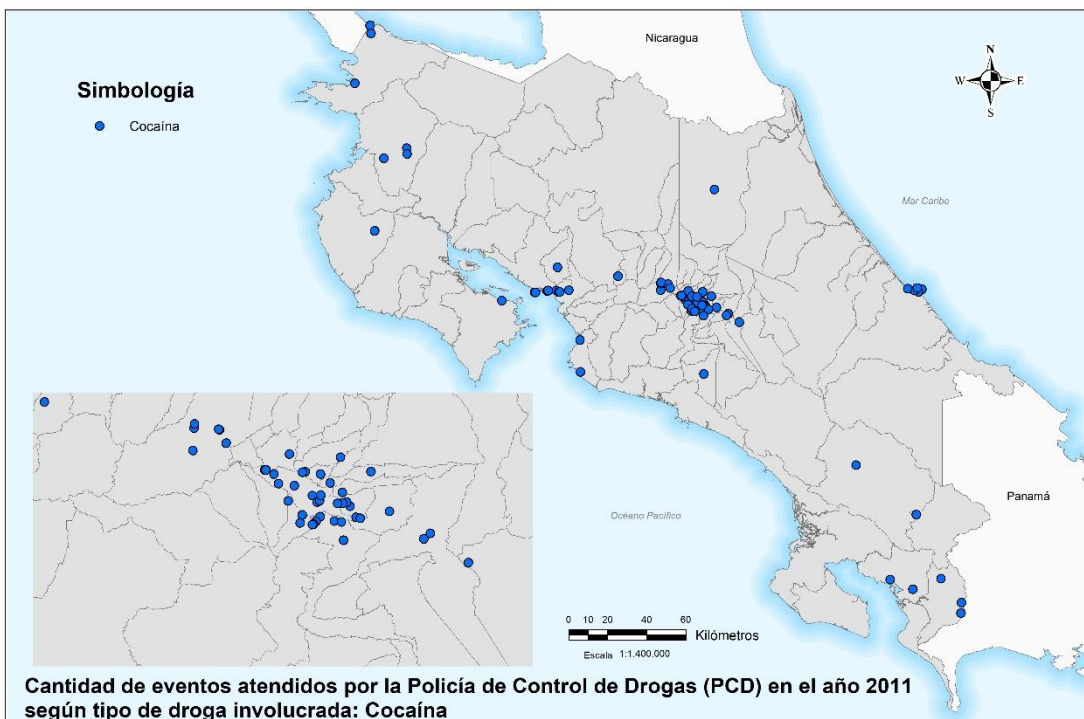 Nicaragua
N
W E
S
Simbología
Cocaína
Mar Caribo
Panamá
Océano Pacífico
0 10 20 40 60
Kilómetros
Escala 1:1.400.000
Cantidad de eventos atendidos por la Policía de Control de Drogas (PCD) en el año 2011
según tipo de droga involucrada: Cocaína